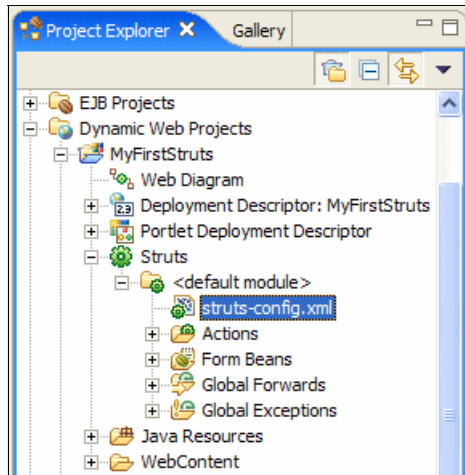 Project Explorer Gallery
EJB Projects
Dynamic Web Projects
MyFirstStruts
Web Diagram
2.3 Deployment Descriptor: MyFirstStruts
Portlet Deployment Descriptor
Struts
<default module>
struts-config.xml
Actions
Form Beans
Global Forwards
Global Exceptions
Java Resources
WebContent